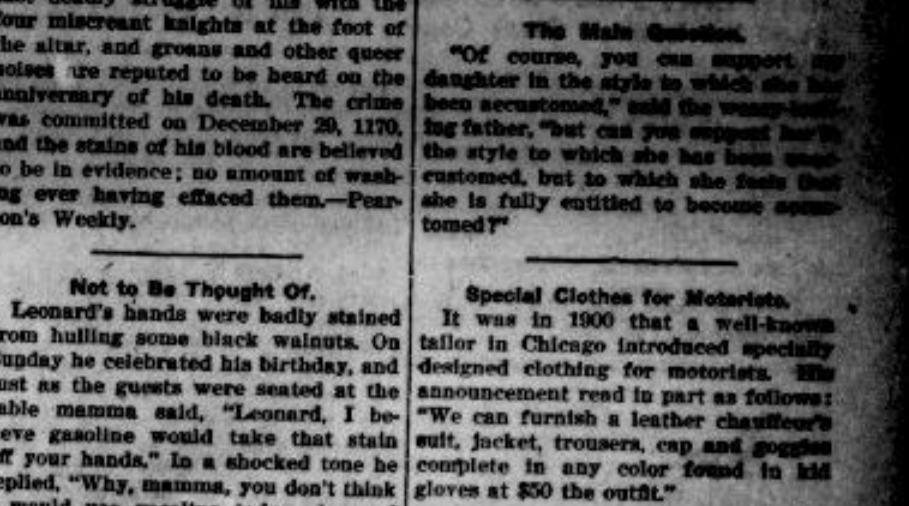 four miscreant knights at the foot of
the altar, and groans and other queer
noises are reputed to be heard on the
anniversary of his death. The crime
was committed on December 29, 1170,
and the stains of his blood are believed
to be in evidence; no amount of wash-
ing ever having effaced them.—Pear-
son's Weekly.
Not to Be Thought Of.
Leonard's hands were badly stained
from hulling some black walnuts. On
Sunday he celebrated his birthday, and
just as the guests were seated at the
table mamma said, "Leonard, I be-
lieve gasoline would take that stain
off your hands." In a shocked tone he
replied, "Why, mamma, you don't think
The Main Question.
"Of course, you can support my
daughter in the style to which she has
been accustomed," said the
ing father, "but can you support her in
the style to which she has been unac-
customed, but to which she feels that
she is fully entitled to become accus-
tomed?"
Special Clothes for Motorists.
It was in 1900 that a well-known
tailor in Chicago introduced specially
designed clothing for motorists. His
announcement read in part as follows:
"We can furnish a leather chauffeur's
suit, jacket, trousers, cap and goggles
complete in any color found in kid
gloves at $50 the outfit."